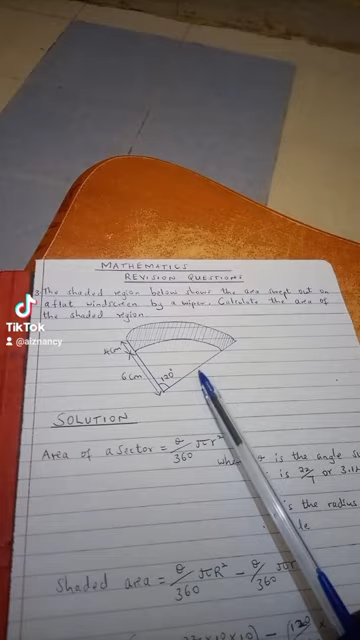 MATHEMATICS
REVISION QUESTIONS
3. The shaded region below shows the area swept out on
a flat windscreen by a wiper. Calculate the area of
the shaded region
4cm
6cm
120°
TikTok
@aiznancy
SOLUTION
Area of a Sector = θ/360 πr²
where θ is the angle
is 22/7 or 3.1
is the radius
Shaded area = θ/360 πR² - θ/360 πr